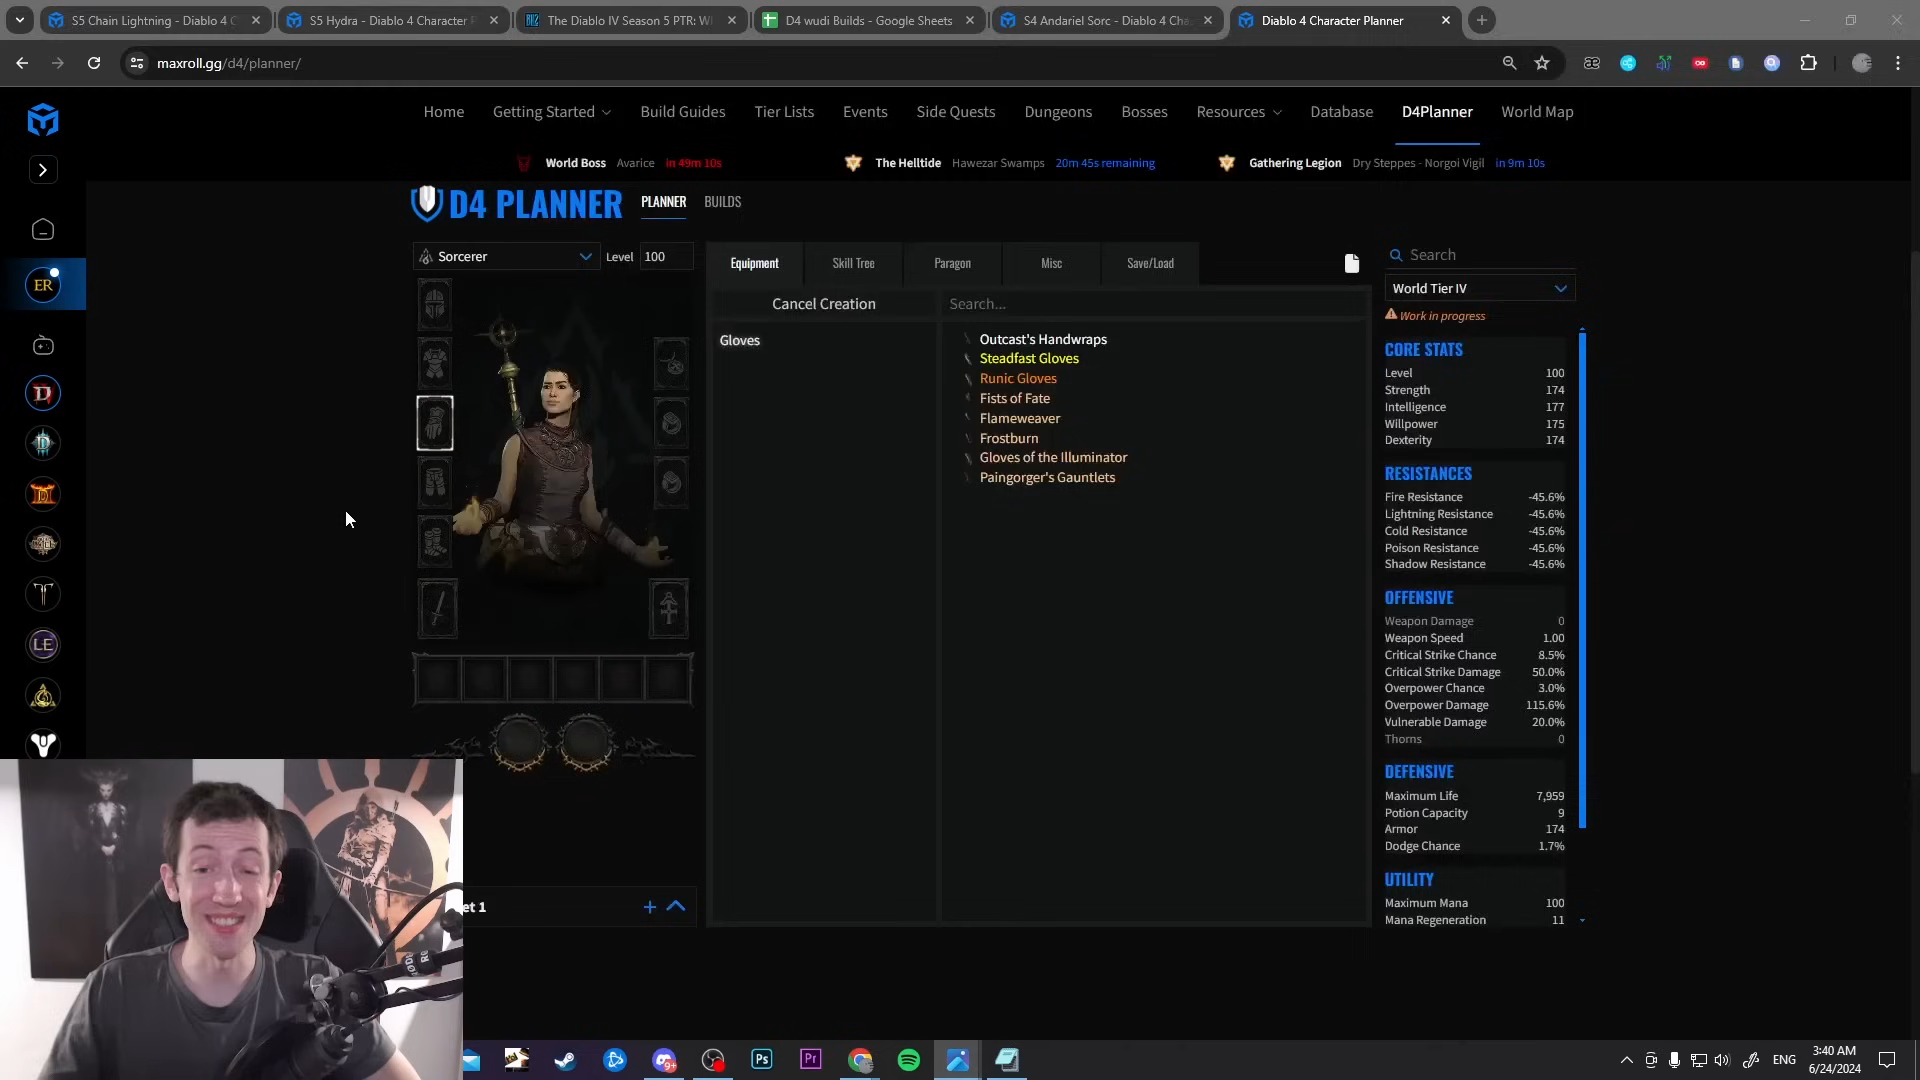 S5 Chain Lightning - Diablo 4 C
S5 Hydra - Diablo 4 Character P
The Diablo IV Season 5 PTR: W
D4 wudi Builds - Google Sheets
S4 Andariel Sorc - Diablo 4 Cha
Diablo 4 Character Planner
maxroll.gg/d4/planner/
Home
Getting Started
Build Guides
Tier Lists
Events
Side Quests
Dungeons
Bosses
Resources
Database
D4Planner
World Map
World Boss Avarice in 49m 10s
The Helltide Hawezar Swamps 20m 45s remaining
Gathering Legion Dry Steppes - Norgoi Vigil in 9m 10s
D4 PLANNER
PLANNER
BUILDS
Sorcerer
Level 100
Equipment
Skill Tree
Paragon
Misc
Save/Load
Search
World Tier IV
Work in progress
Cancel Creation
Search...
Gloves
Outcast's Handwraps
Steadfast Gloves
Runic Gloves
Fists of Fate
Flameweaver
Frostburn
Gloves of the Illuminator
Paingorger's Gauntlets
CORE STATS
Level 100
Strength 174
Intelligence 177
Willpower 175
Dexterity 174
RESISTANCES
Fire Resistance -45.6%
Lightning Resistance -45.6%
Cold Resistance -45.6%
Poison Resistance -45.6%
Shadow Resistance -45.6%
OFFENSIVE
Weapon Damage 0
Weapon Speed 1.00
Critical Strike Chance 8.5%
Critical Strike Damage 50.0%
Overpower Chance 3.0%
Overpower Damage 115.6%
Vulnerable Damage 20.0%
Thorns 0
DEFENSIVE
Maximum Life 7,959
Potion Capacity 9
Armor 174
Dodge Chance 1.7%
UTILITY
Maximum Mana 100
Mana Regeneration 11
ER
LE
et 1
Ps
Pr
ENG
3:40 AM
6/24/2024